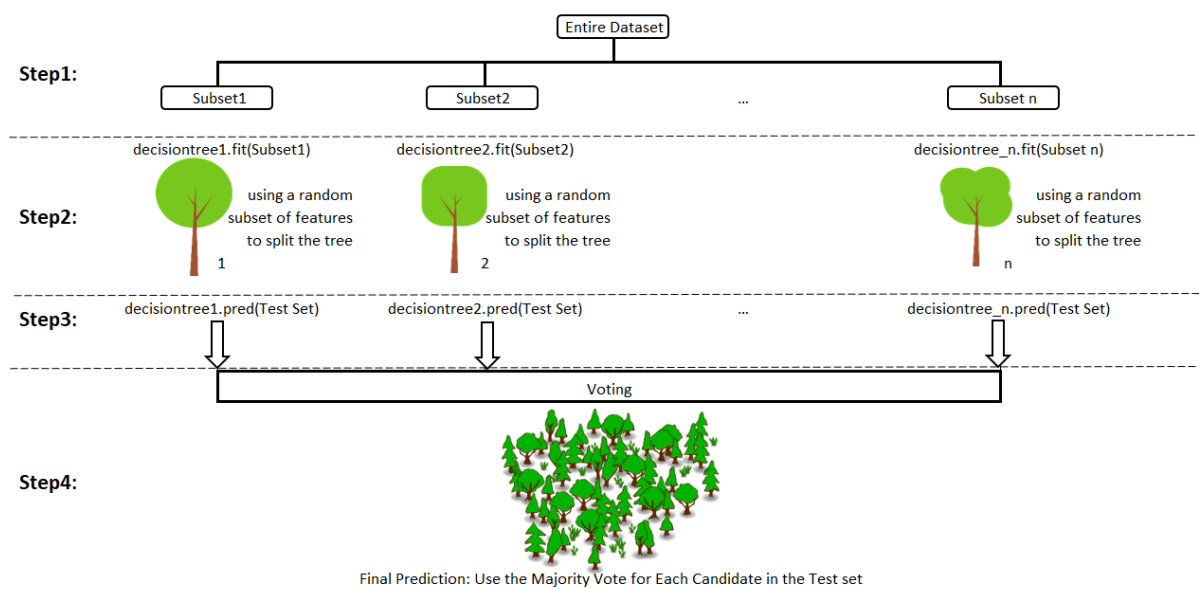 Entire Dataset
Step1:
Subset1
Subset2
...
Subset n
decisiontree1.fit(Subset1)
decisiontree2.fit(Subset2)
decisiontree_n.fit(Subset n)
Step2:
using a random
subset of features
to split the tree
1
using a random
subset of features
to split the tree
2
using a random
subset of features
to split the tree
n
Step3:
decisiontree1.pred(Test Set)
decisiontree2.pred(Test Set)
...
decisiontree_n.pred(Test Set)
Voting
Step4:
Final Prediction: Use the Majority Vote for Each Candidate in the Test set